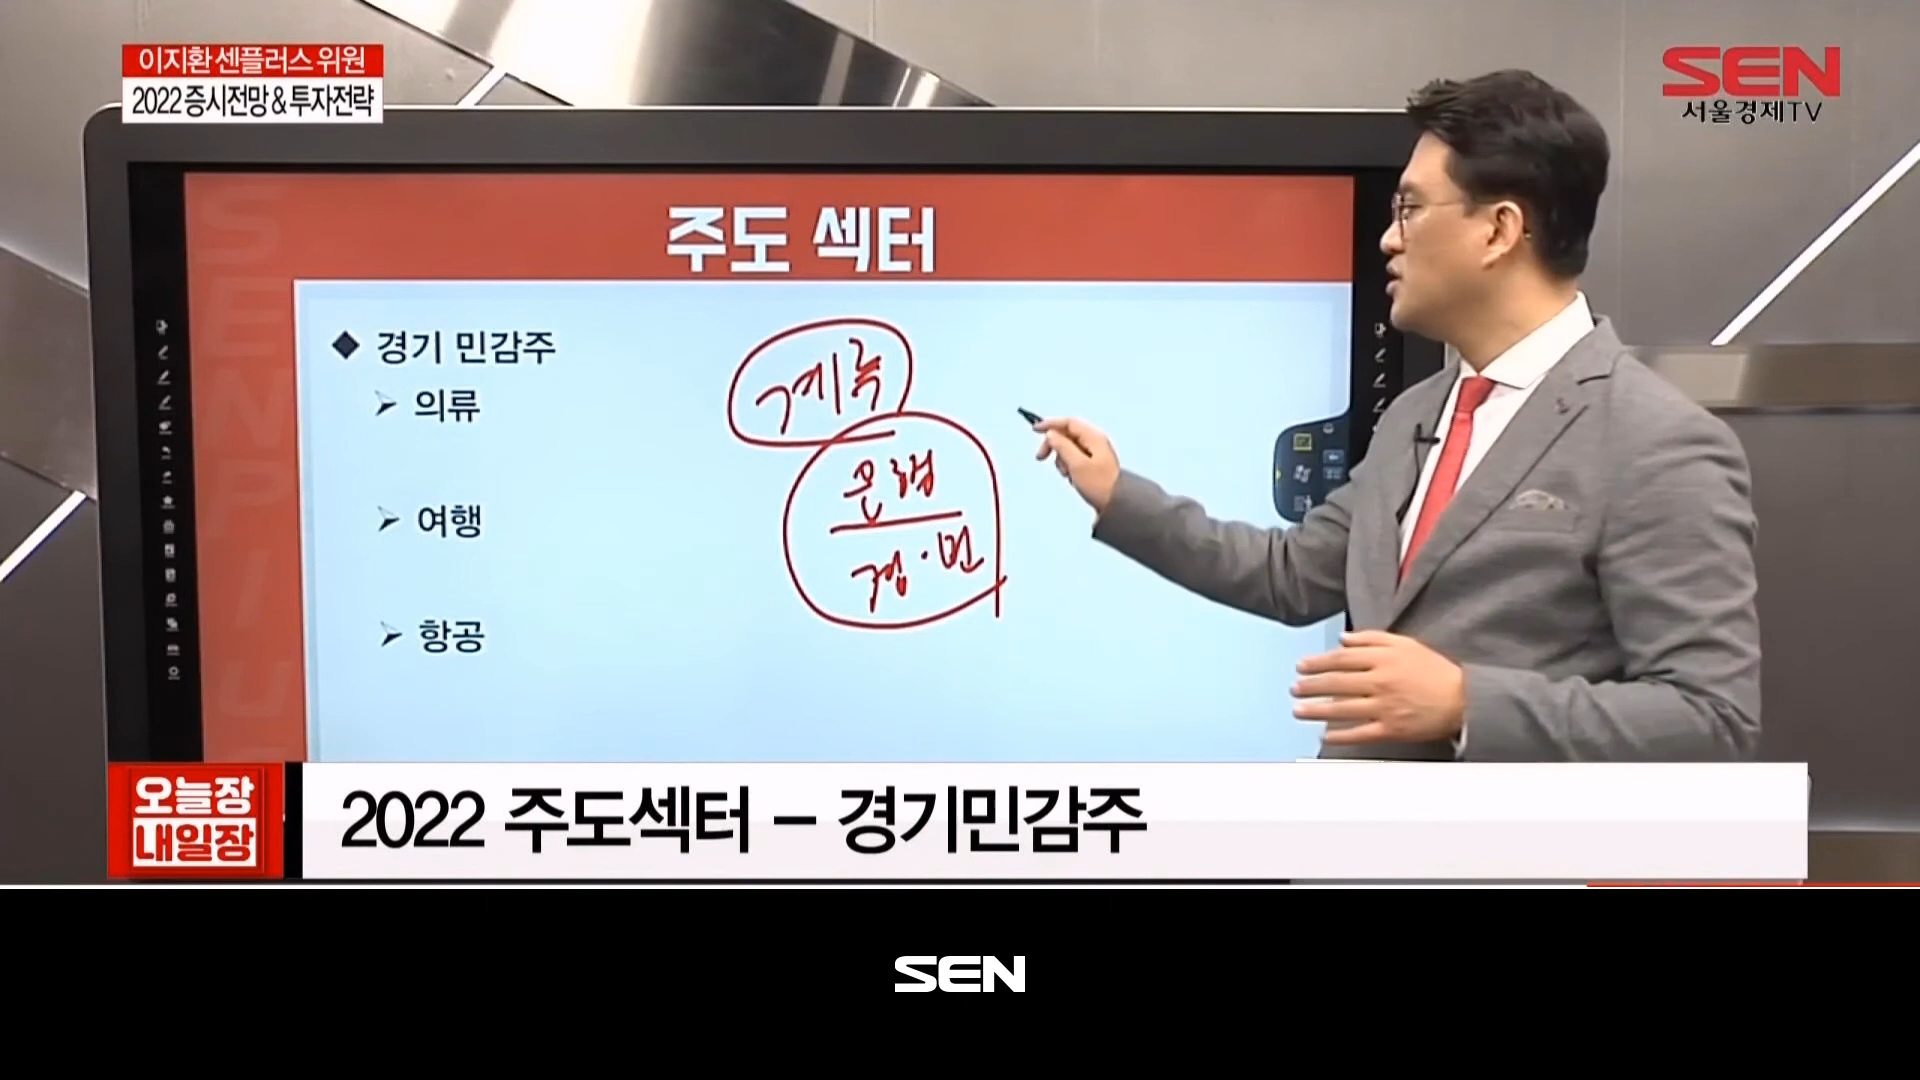 이지환 센플러스 위원
2022 증시전망 & 투자전략
SEN
서울경제TV
주도 섹터
◆ 경기 민감주
➢ 의류
➢ 여행
➢ 항공
은행
오늘장
내일장
2022 주도섹터 – 경기민감주
SEN